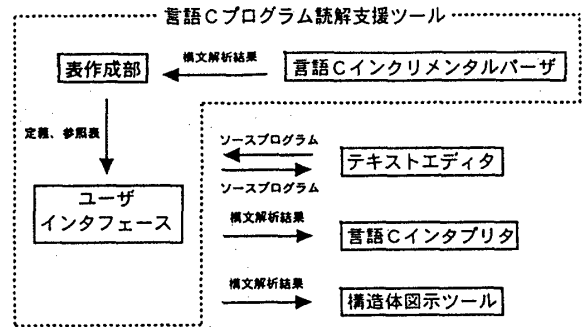 言語Cプログラム読解支援ツール
構文解析結果
表作成部
言語Cインクリメンタルパーザ
定義、参照表
ソースプログラム
テキストエディタ
ソースプログラム
ユーザ
インタフェース
構文解析結果
言語Cインタプリタ
構文解析結果
構造体図示ツール